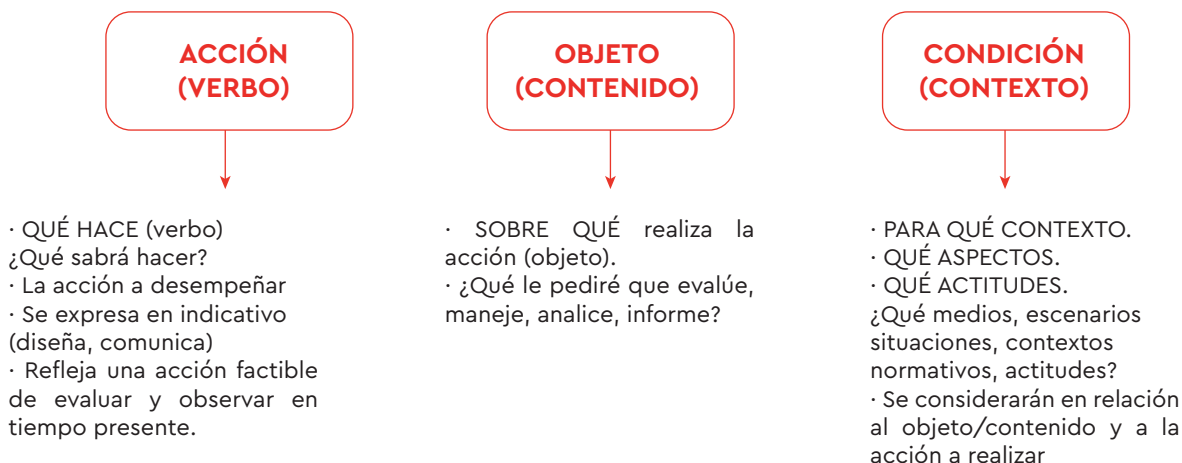 ACCIÓN
(VERBO)
· QUÉ HACE (verbo)
¿Qué sabrá hacer?
· La acción a desempeñar
· Se expresa en indicativo
(diseña, comunica)
· Refleja una acción factible
de evaluar y observar en
tiempo presente.
OBJETO
(CONTENIDO)
· SOBRE QUÉ realiza la
acción (objeto).
· ¿Qué le pediré que evalúe,
maneje, analice, informe?
CONDICIÓN
(CONTEXTO)
· PARA QUÉ CONTEXTO.
· QUÉ ASPECTOS.
· QUÉ ACTITUDES.
¿Qué medios, escenarios
situaciones, contextos
normativos, actitudes?
· Se considerarán en relación
al objeto/contenido y a la
acción a realizar